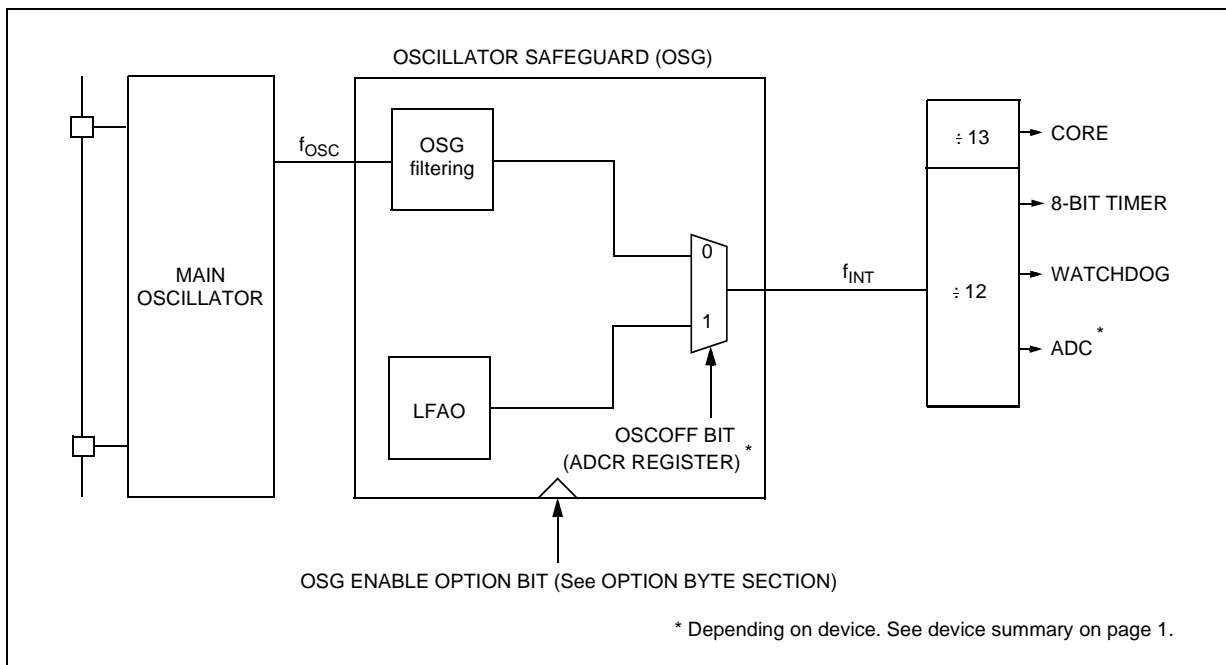 OSCILLATOR SAFEGUARD (OSG)
MAIN
OSCILLATOR
fOSC
OSG
filtering
LFAO
0
1
OSCOFF BIT
(ADCR REGISTER) *
fINT
÷ 13
÷ 12
CORE
8-BIT TIMER
WATCHDOG
ADC *
OSG ENABLE OPTION BIT (See OPTION BYTE SECTION)
* Depending on device. See device summary on page 1.